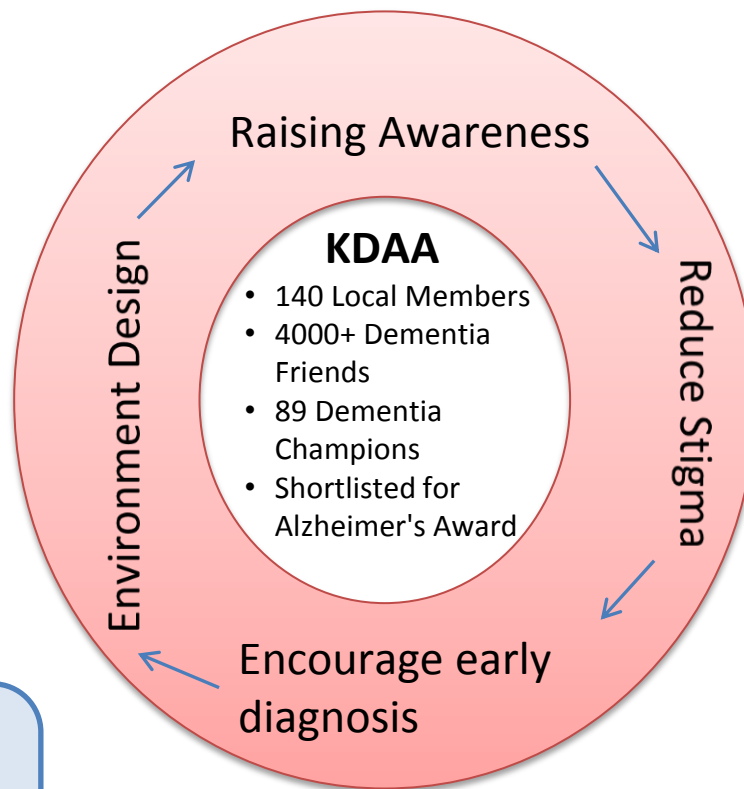 Raising Awareness
KDAA
• 140 Local Members
• 4000+ Dementia
Friends
• 89 Dementia
Champions
• Shortlisted for
Alzheimer's Award
Reduce Stigma
Encourage early
diagnosis
Environment Design